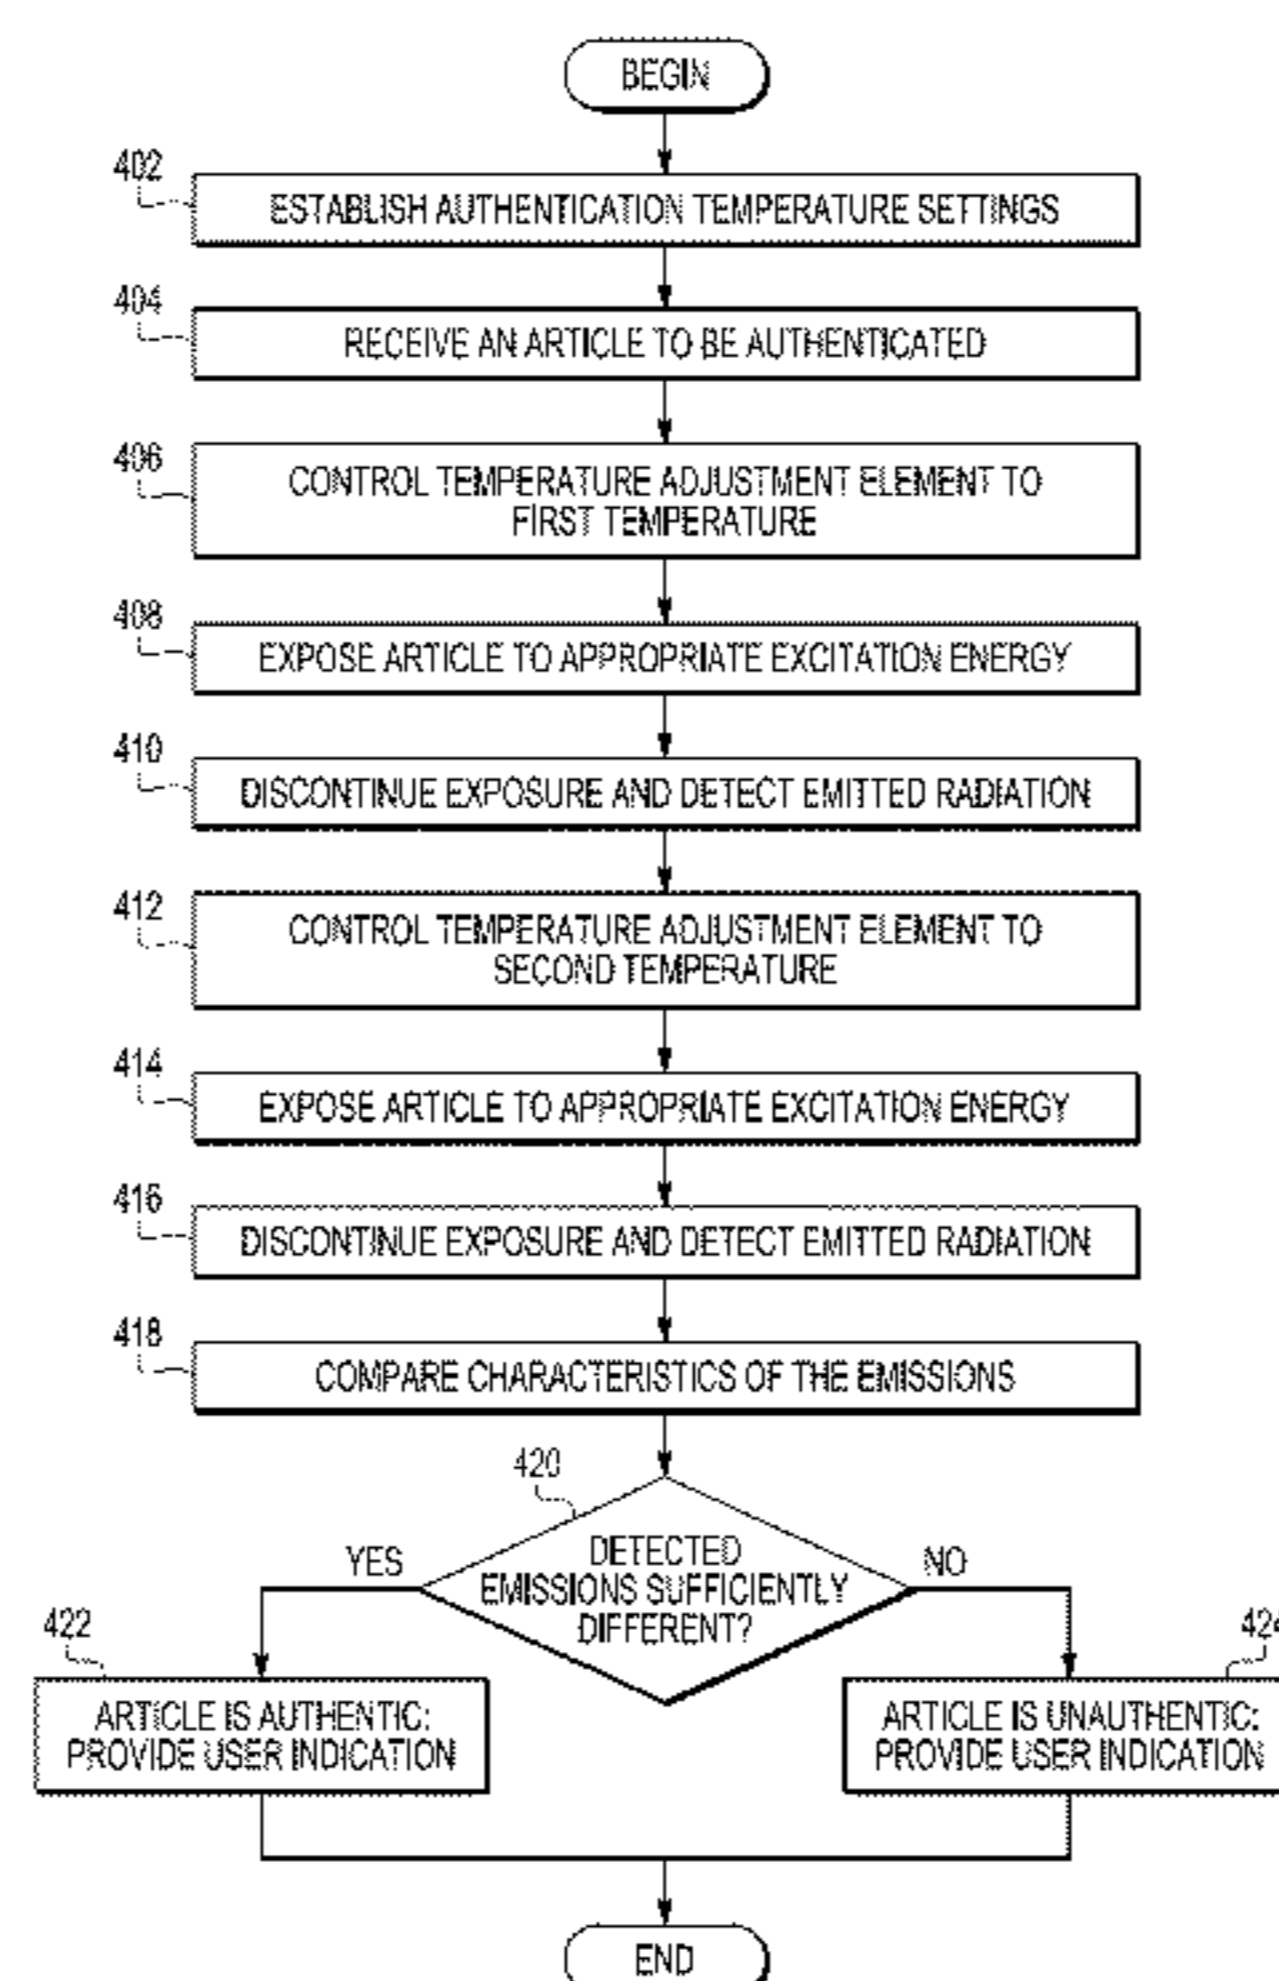 BEGIN
402
ESTABLISH AUTHENTICATION TEMPERATURE SETTINGS
404
RECEIVE AN ARTICLE TO BE AUTHENTICATED
406
CONTROL TEMPERATURE ADJUSTMENT ELEMENT TO
FIRST TEMPERATURE
408
EXPOSE ARTICLE TO APPROPRIATE EXCITATION ENERGY
410
DISCONTINUE EXPOSURE AND DETECT EMITTED RADIATION
412
CONTROL TEMPERATURE ADJUSTMENT ELEMENT TO
SECOND TEMPERATURE
414
EXPOSE ARTICLE TO APPROPRIATE EXCITATION ENERGY
416
DISCONTINUE EXPOSURE AND DETECT EMITTED RADIATION
418
COMPARE CHARACTERISTICS OF THE EMISSIONS
420
DETECTED
EMISSIONS SUFFICIENTLY
DIFFERENT?
YES
NO
422
ARTICLE IS AUTHENTIC:
PROVIDE USER INDICATION
424
ARTICLE IS UNAUTHENTIC:
PROVIDE USER INDICATION
END